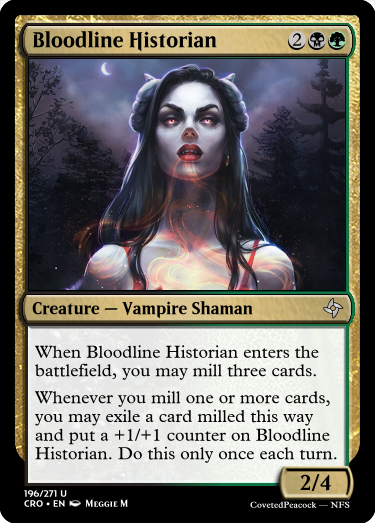 Bloodline Historian 2
Creature — Vampire Shaman
When Bloodline Historian enters the
battlefield, you may mill three cards.
Whenever you mill one or more cards,
you may exile a card milled this way
and put a +1/+1 counter on Bloodline
Historian. Do this only once each turn.
2/4
196/271 U
CRO • EN Meggie M
CovetedPeacock — NFS